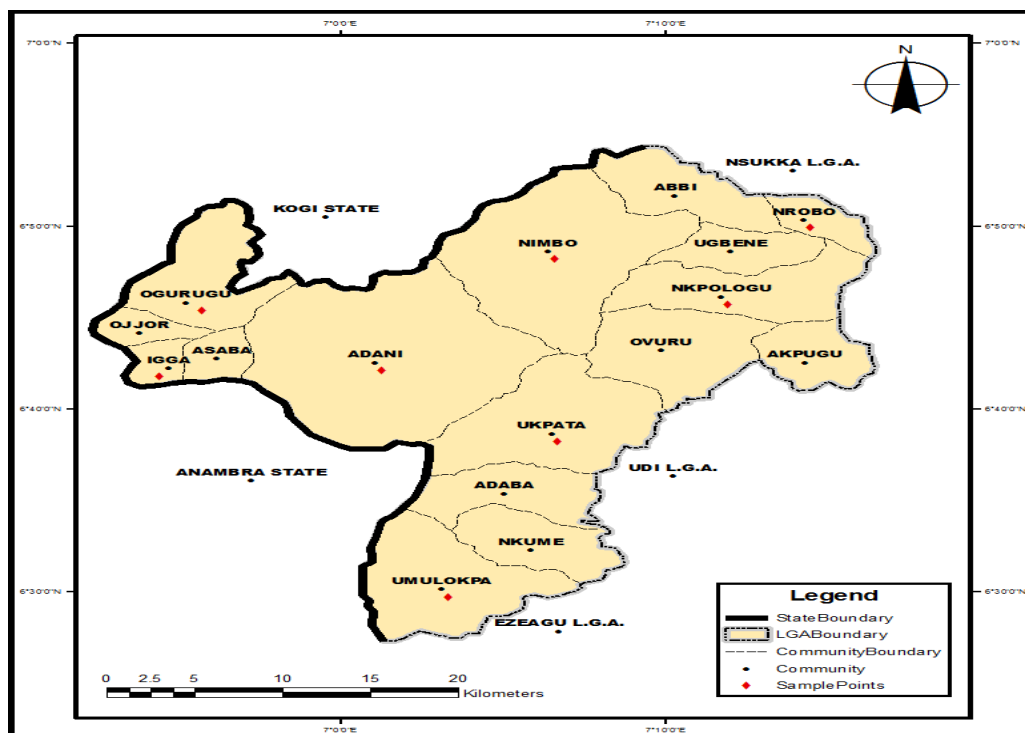 7°0'0"E
7°10'0"E
7°0'0"N
7°0'0"N
N
NSUKKA L.G.A.
ABBI
KOGI STATE
NROBO
6°50'0"N
6°50'0"N
NIMBO
UGBENE
OGURUGU
NKPOLOGU
OJJOR
ASABA
OVURU
IGGA
ADANI
AKPUGU
6°40'0"N
6°40'0"N
UKPATA
ANAMBRA STATE
UDI L.G.A.
ADABA
NKUME
UMULOKPA
6°30'0"N
6°30'0"N
EZEAGU L.G.A.
Legend
StateBoundary
LGABoundary
CommunityBoundary
Community
SamplePoints
0 2.5 5 10 15 20
Kilometers
7°0'0"E
7°10'0"E